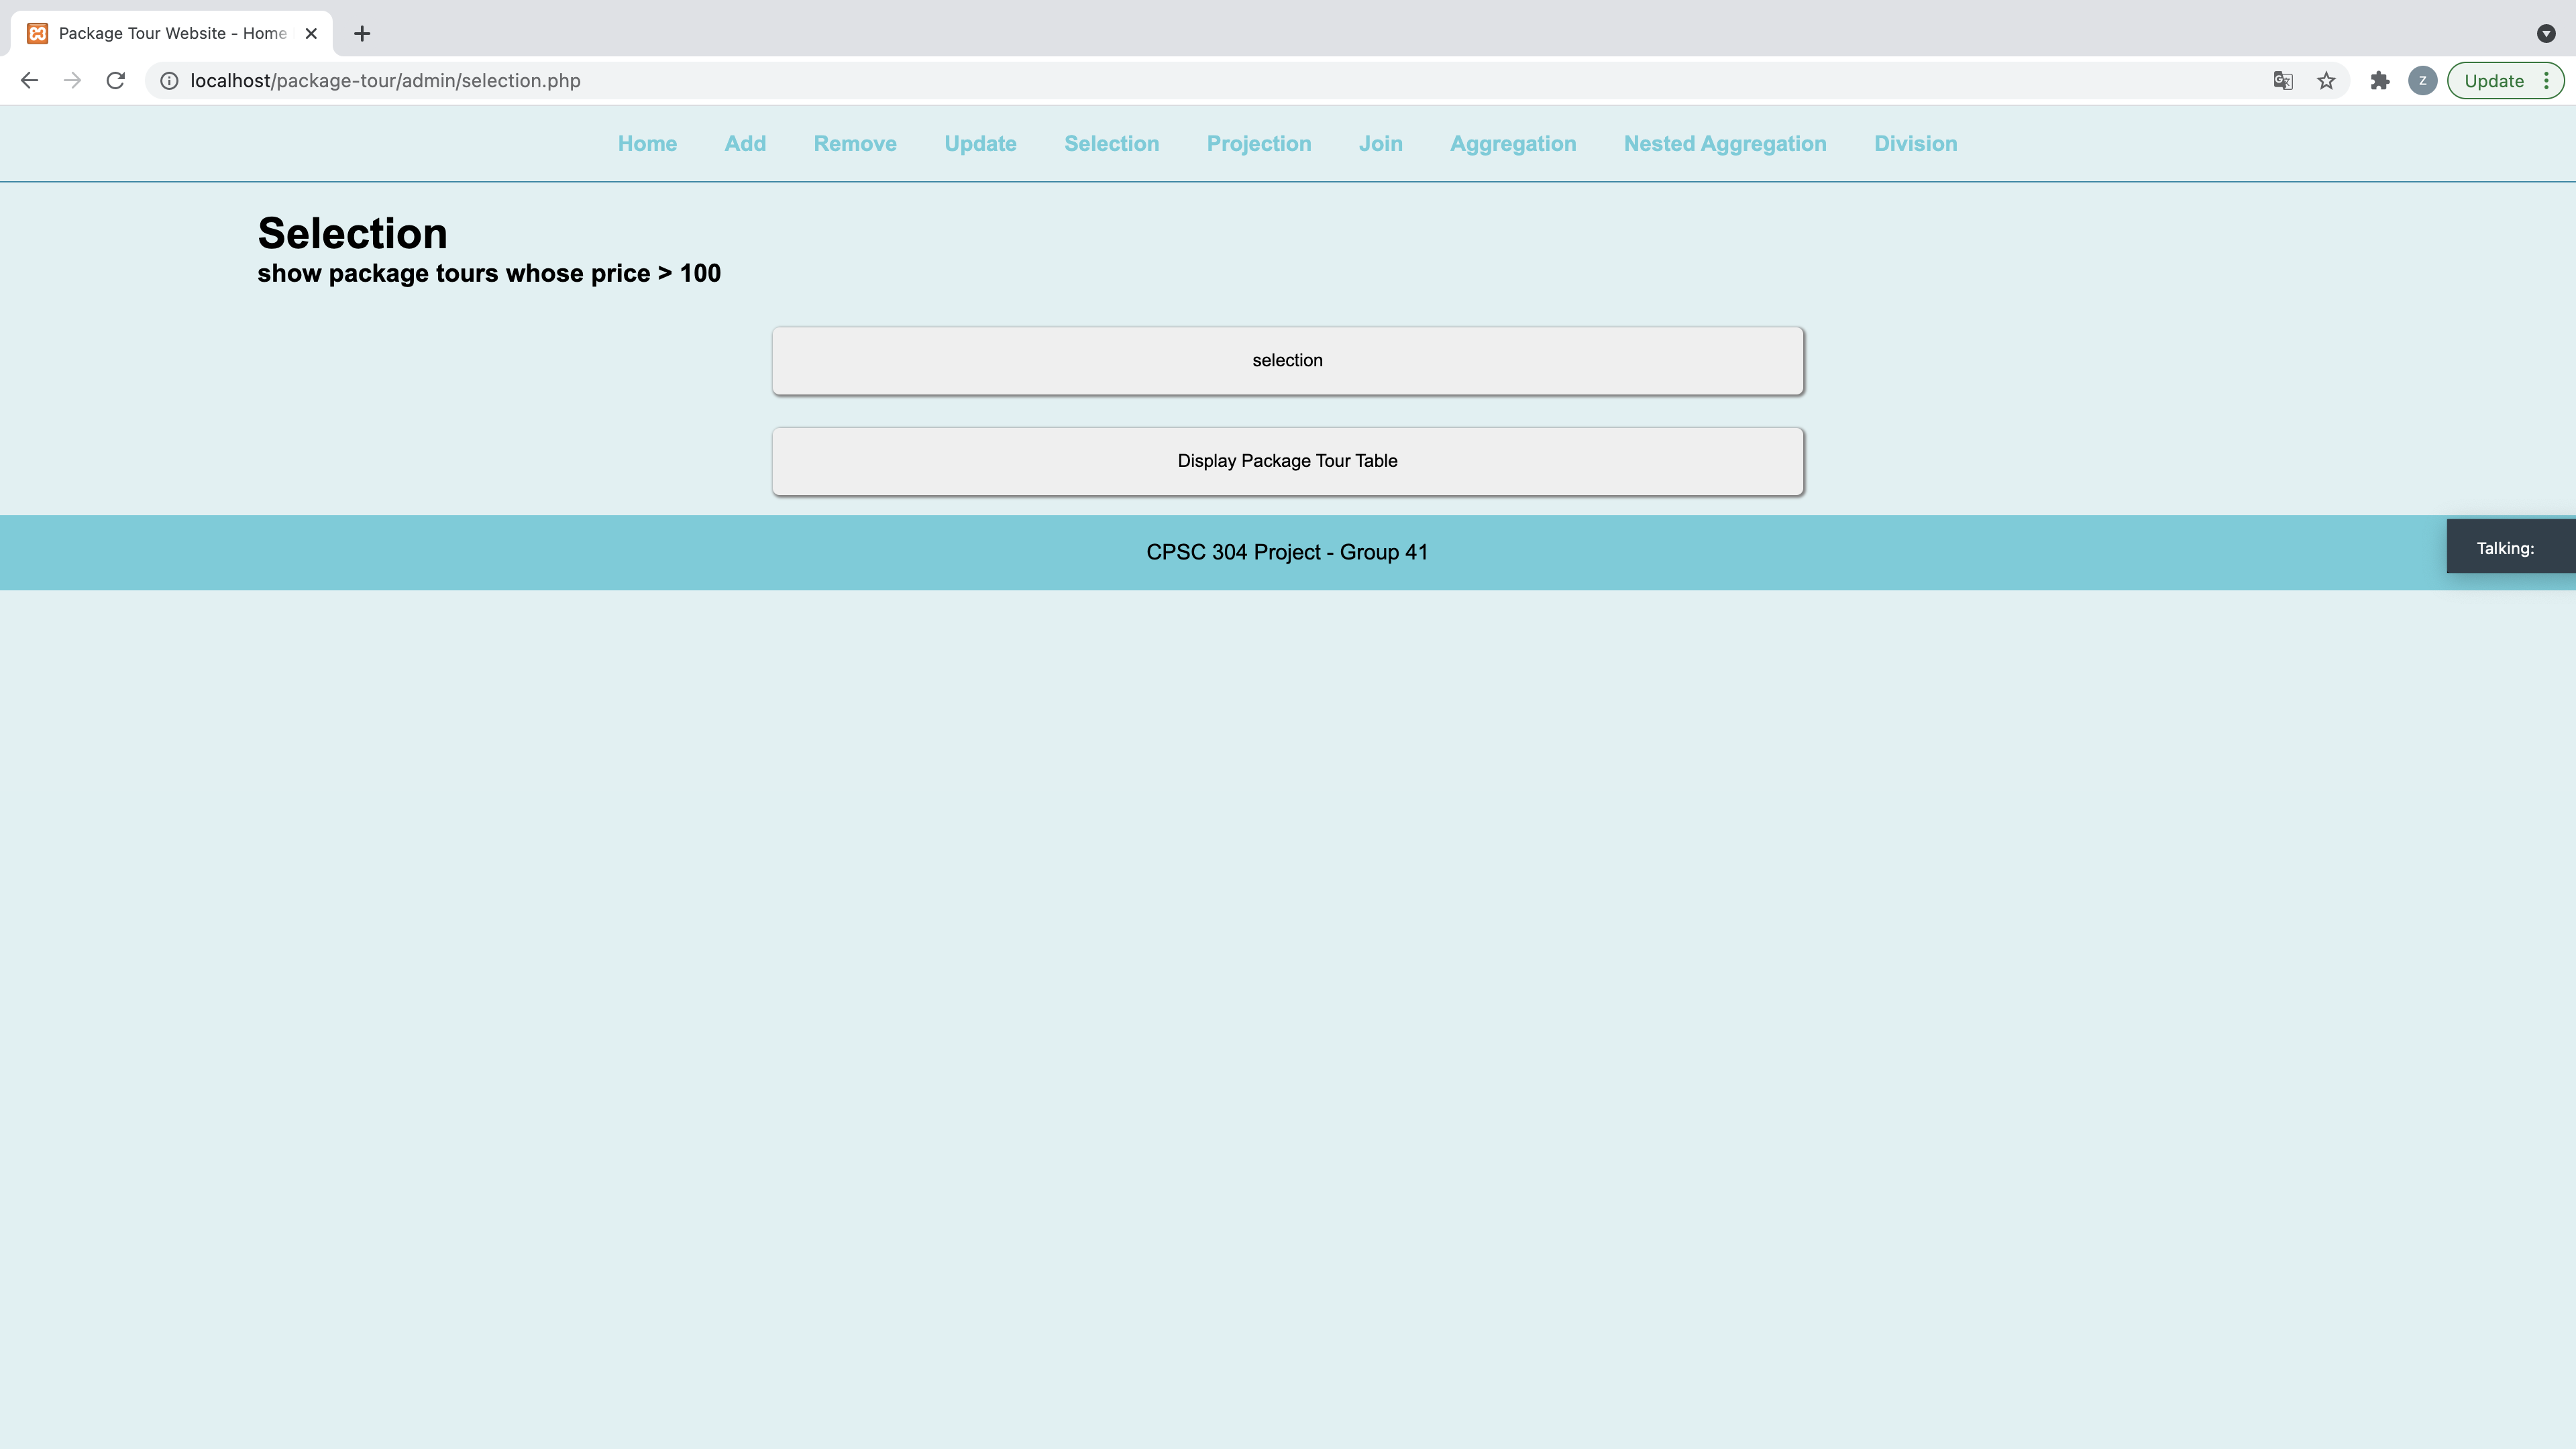 Package Tour Website - Home
localhost/package-tour/admin/selection.php
Z
Update
Home Add Remove Update Selection Projection Join Aggregation Nested Aggregation Division
Selection
show package tours whose price > 100
selection
Display Package Tour Table
CPSC 304 Project - Group 41
Talking: